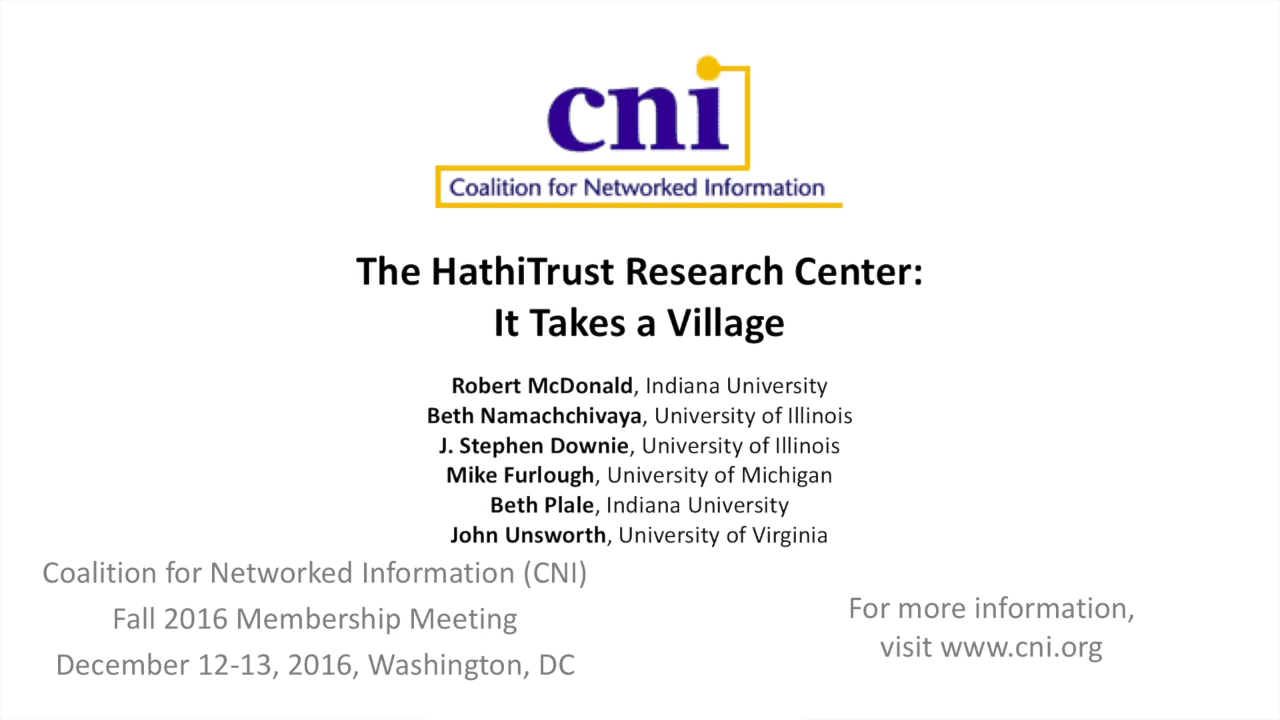 cni
Coalition for Networked Information
The HathiTrust Research Center:
It Takes a Village
Robert McDonald, Indiana University
Beth Namachchivaya, University of Illinois
J. Stephen Downie, University of Illinois
Mike Furlough, University of Michigan
Beth Plale, Indiana University
John Unsworth, University of Virginia
Coalition for Networked Information (CNI)
Fall 2016 Membership Meeting
December 12-13, 2016, Washington, DC
For more information,
visit www.cni.org